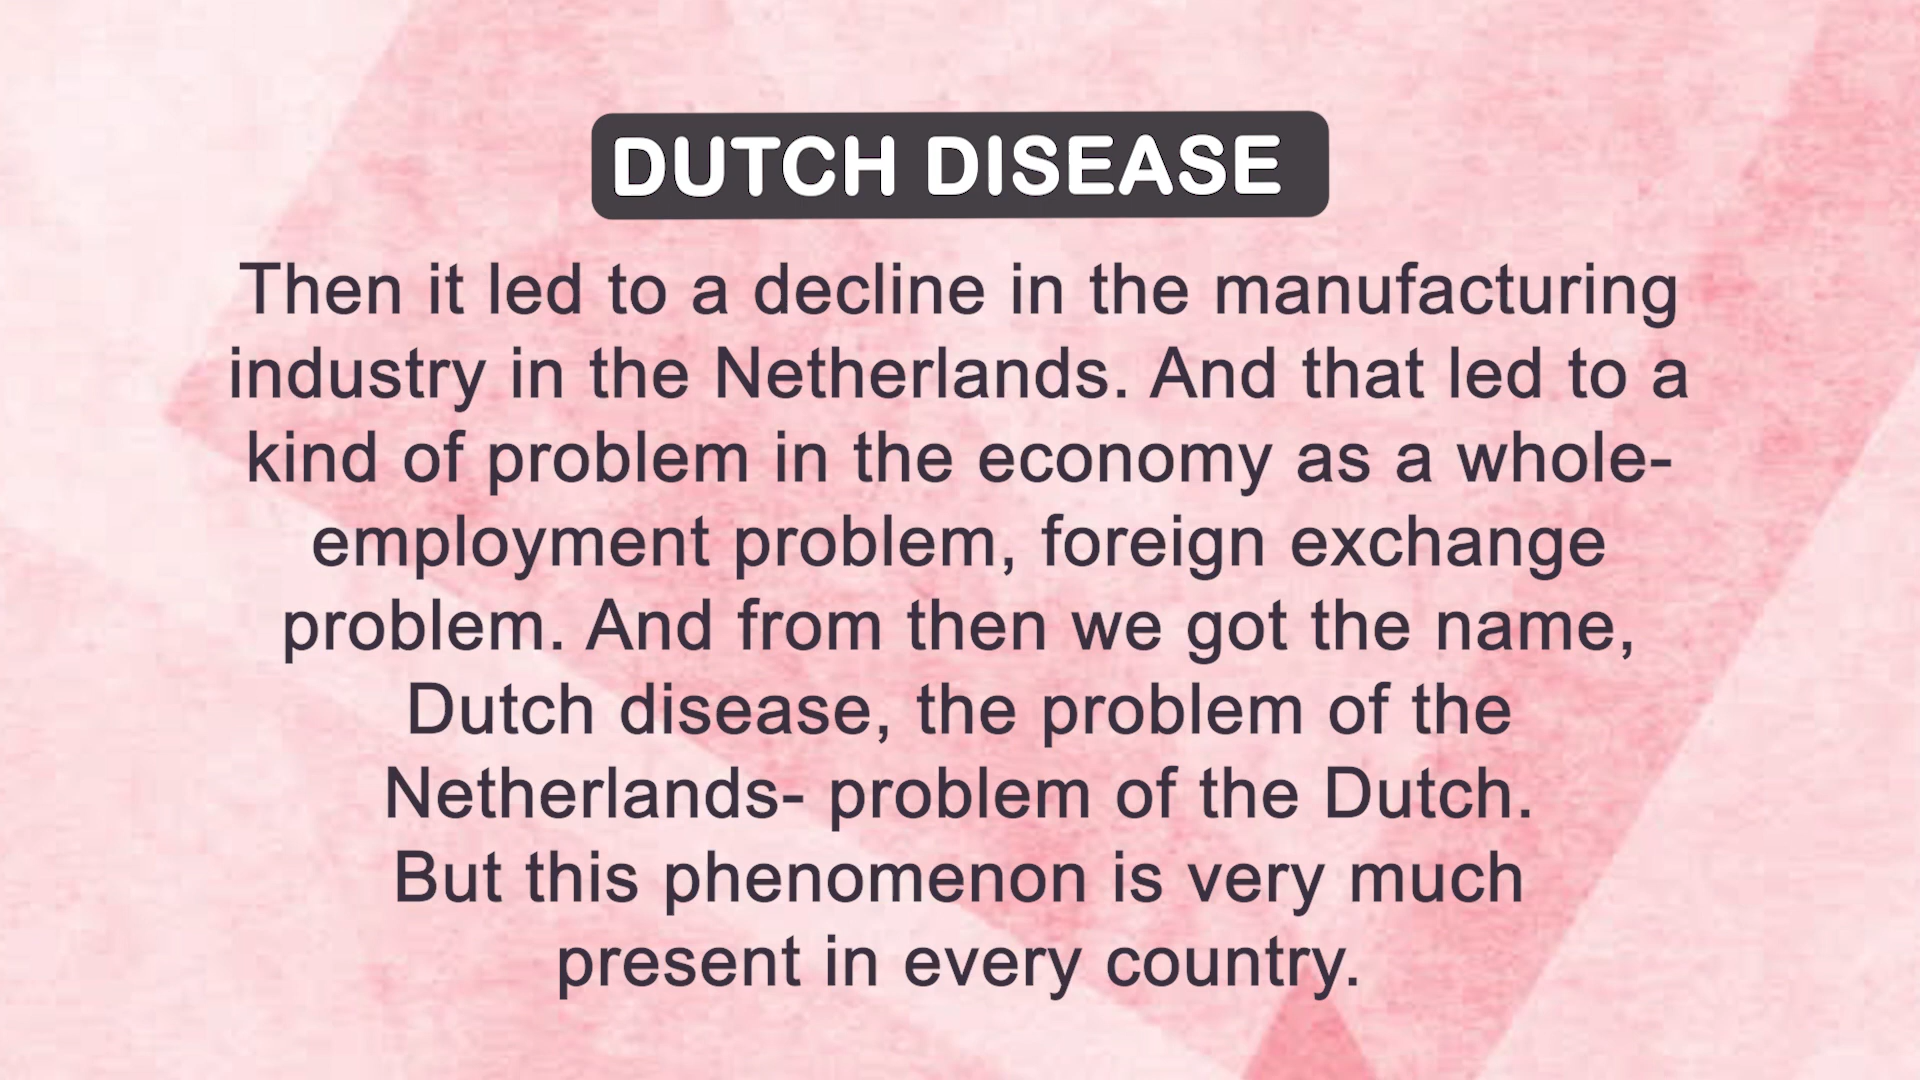 DUTCH DISEASE
Then it led to a decline in the manufacturing
industry in the Netherlands. And that led to a
kind of problem in the economy as a whole-
employment problem, foreign exchange
problem. And from then we got the name,
Dutch disease, the problem of the
Netherlands- problem of the Dutch.
But this phenomenon is very much
present in every country.